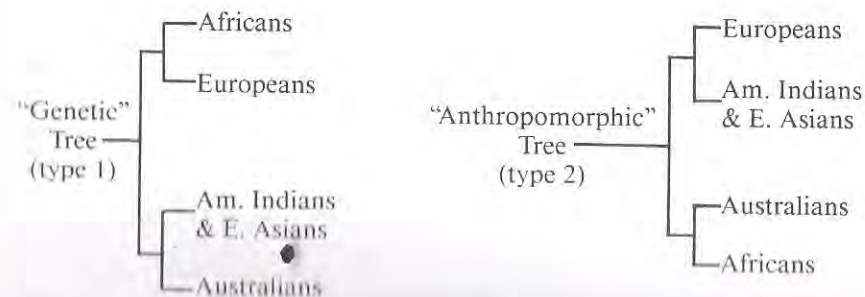 Africans
Europeans
"Genetic"
Tree
(type 1)
Am. Indians
& E. Asians
Australians
Europeans
Am. Indians
& E. Asians
"Anthropomorphic"
Tree
(type 2)
Australians
Africans